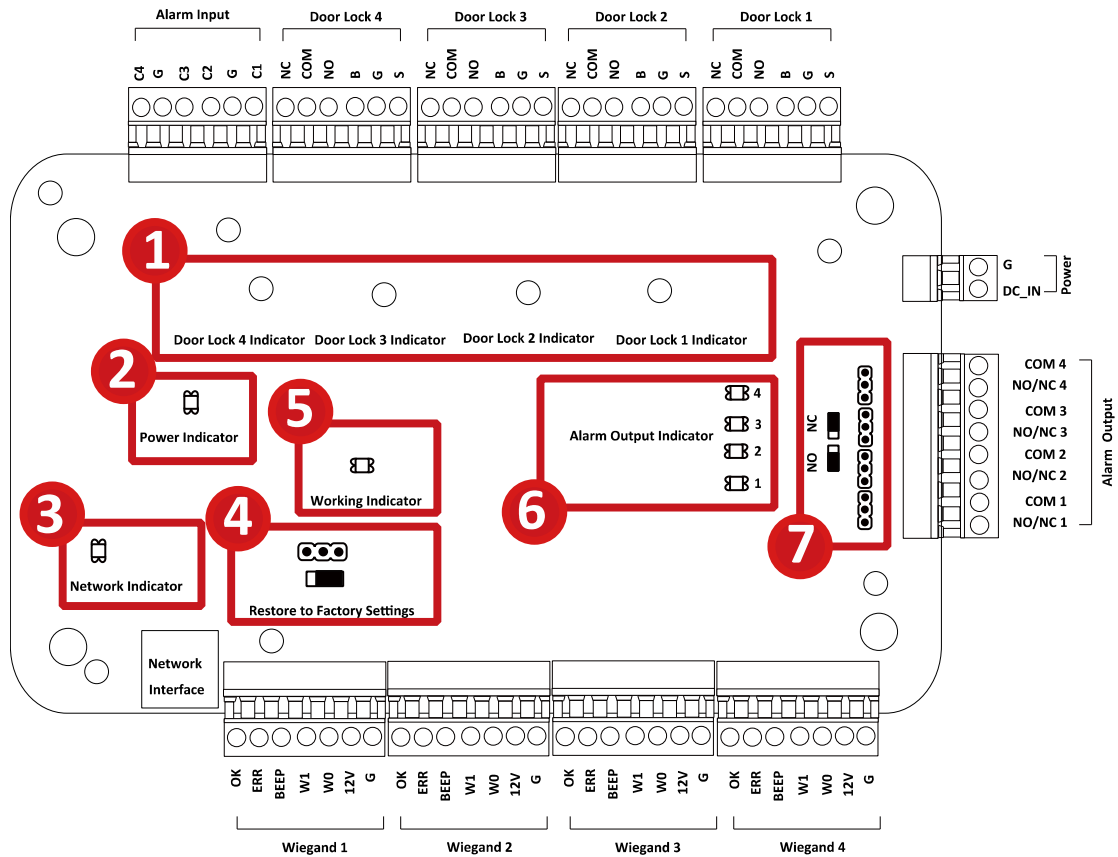 Alarm Input
Door Lock 4
Door Lock 3
Door Lock 2
Door Lock 1
C4 G C3 C2 G C1
NC COM NO B G S
NC COM NO B G S
NC COM NO B G S
NC COM NO B G S
1
Door Lock 4 Indicator
Door Lock 3 Indicator
Door Lock 2 Indicator
Door Lock 1 Indicator
G
DC_IN
Power
2
Power Indicator
5
Working Indicator
6
Alarm Output Indicator
4
3
2
1
7
NC
NO
COM 4
NO/NC 4
COM 3
NO/NC 3
COM 2
NO/NC 2
COM 1
NO/NC 1
Alarm Output
3
Network Indicator
4
Restore to Factory Settings
Network
Interface
OK ERR BEEP W1 W0 12V G
OK ERR BEEP W1 W0 12V G
OK ERR BEEP W1 W0 12V G
OK ERR BEEP W1 W0 12V G
Wiegand 1
Wiegand 2
Wiegand 3
Wiegand 4